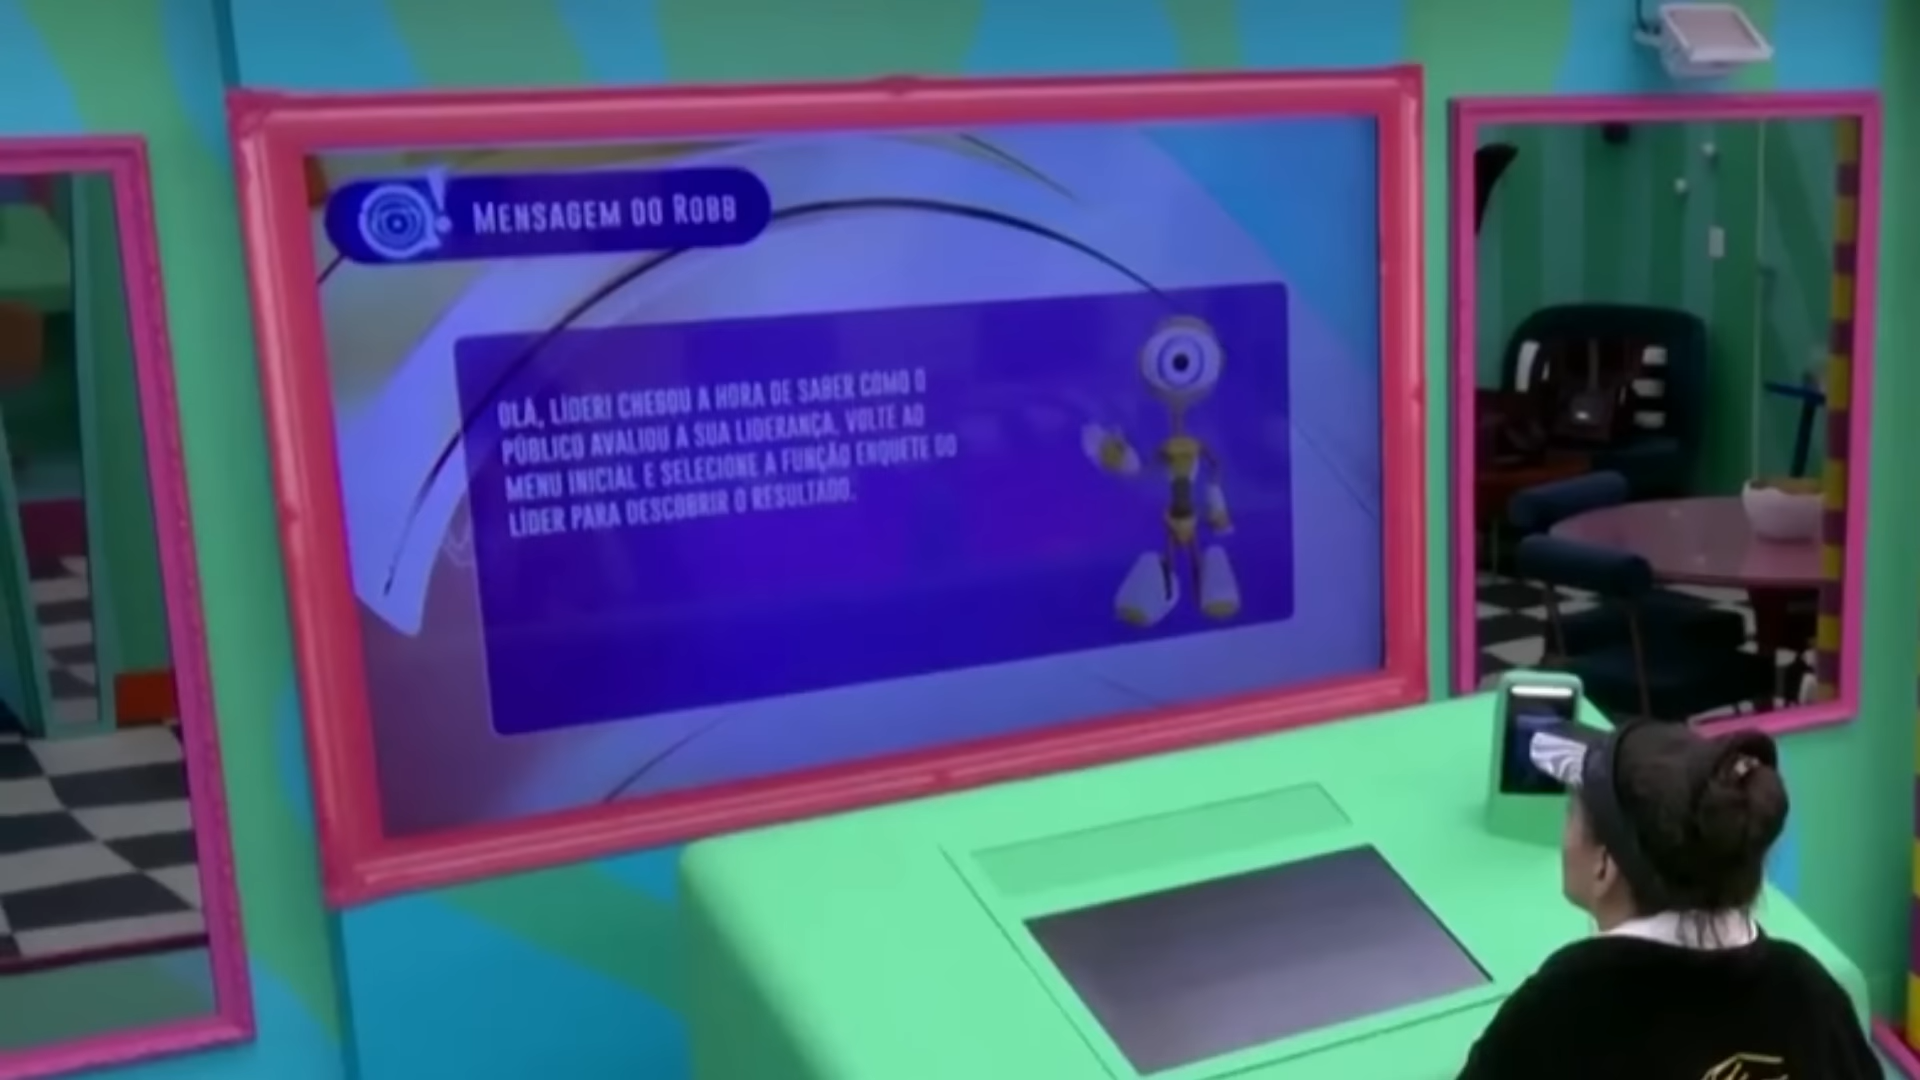 MENSAGEM DO ROBB
OLÁ, LÍDER! CHEGOU A HORA DE SABER COMO O
PÚBLICO AVALIOU A SUA LIDERANÇA. VOLTE AO
MENU INICIAL E SELECIONE A FUNÇÃO ENQUETE DO
LÍDER PARA DESCOBRIR O RESULTADO.